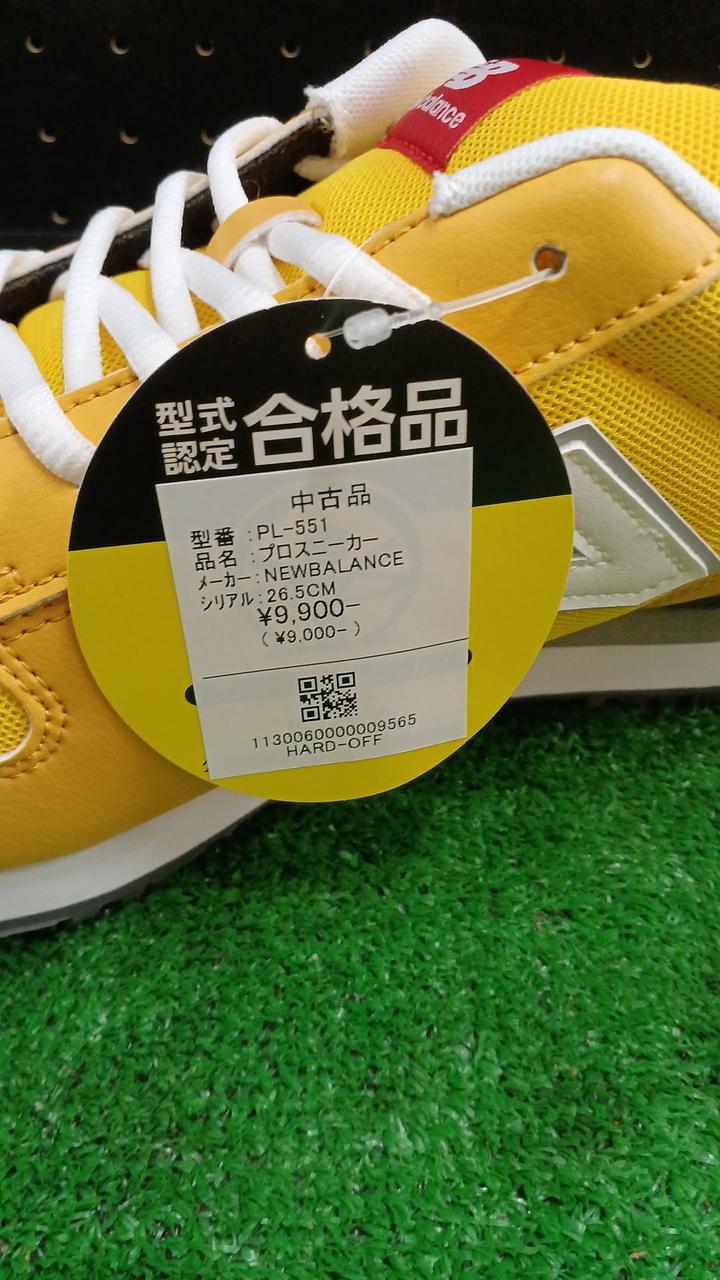 balance
型式
認定
合格品
中古品
型番 : PL-551
品名 : プロスニーカー
メーカー : NEWBALANCE
シリアル : 26.5CM
¥9,900-
( ¥9,000- )
1130060000009565
HARD-OFF